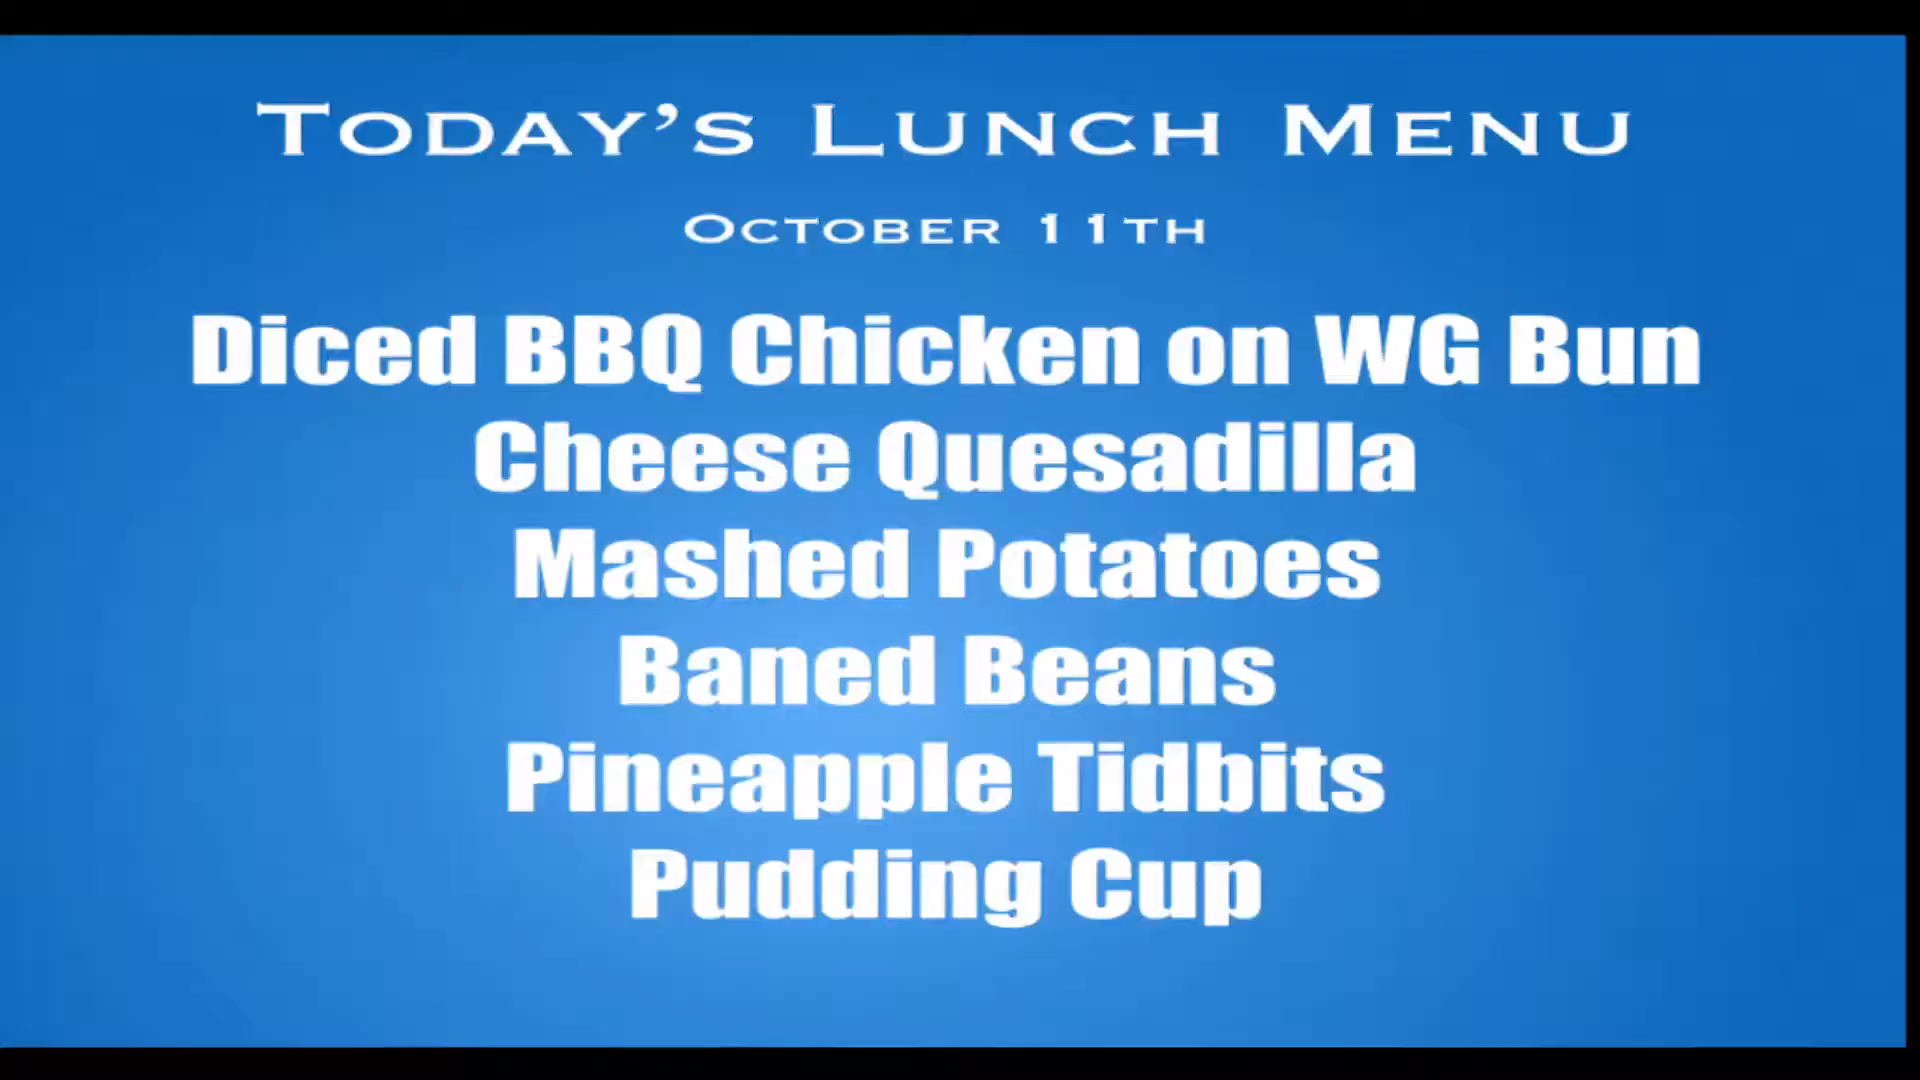 Today's Lunch Menu
October 11th
Diced BBQ Chicken on WG Bun
Cheese Quesadilla
Mashed Potatoes
Baned Beans
Pineapple Tidbits
Pudding Cup